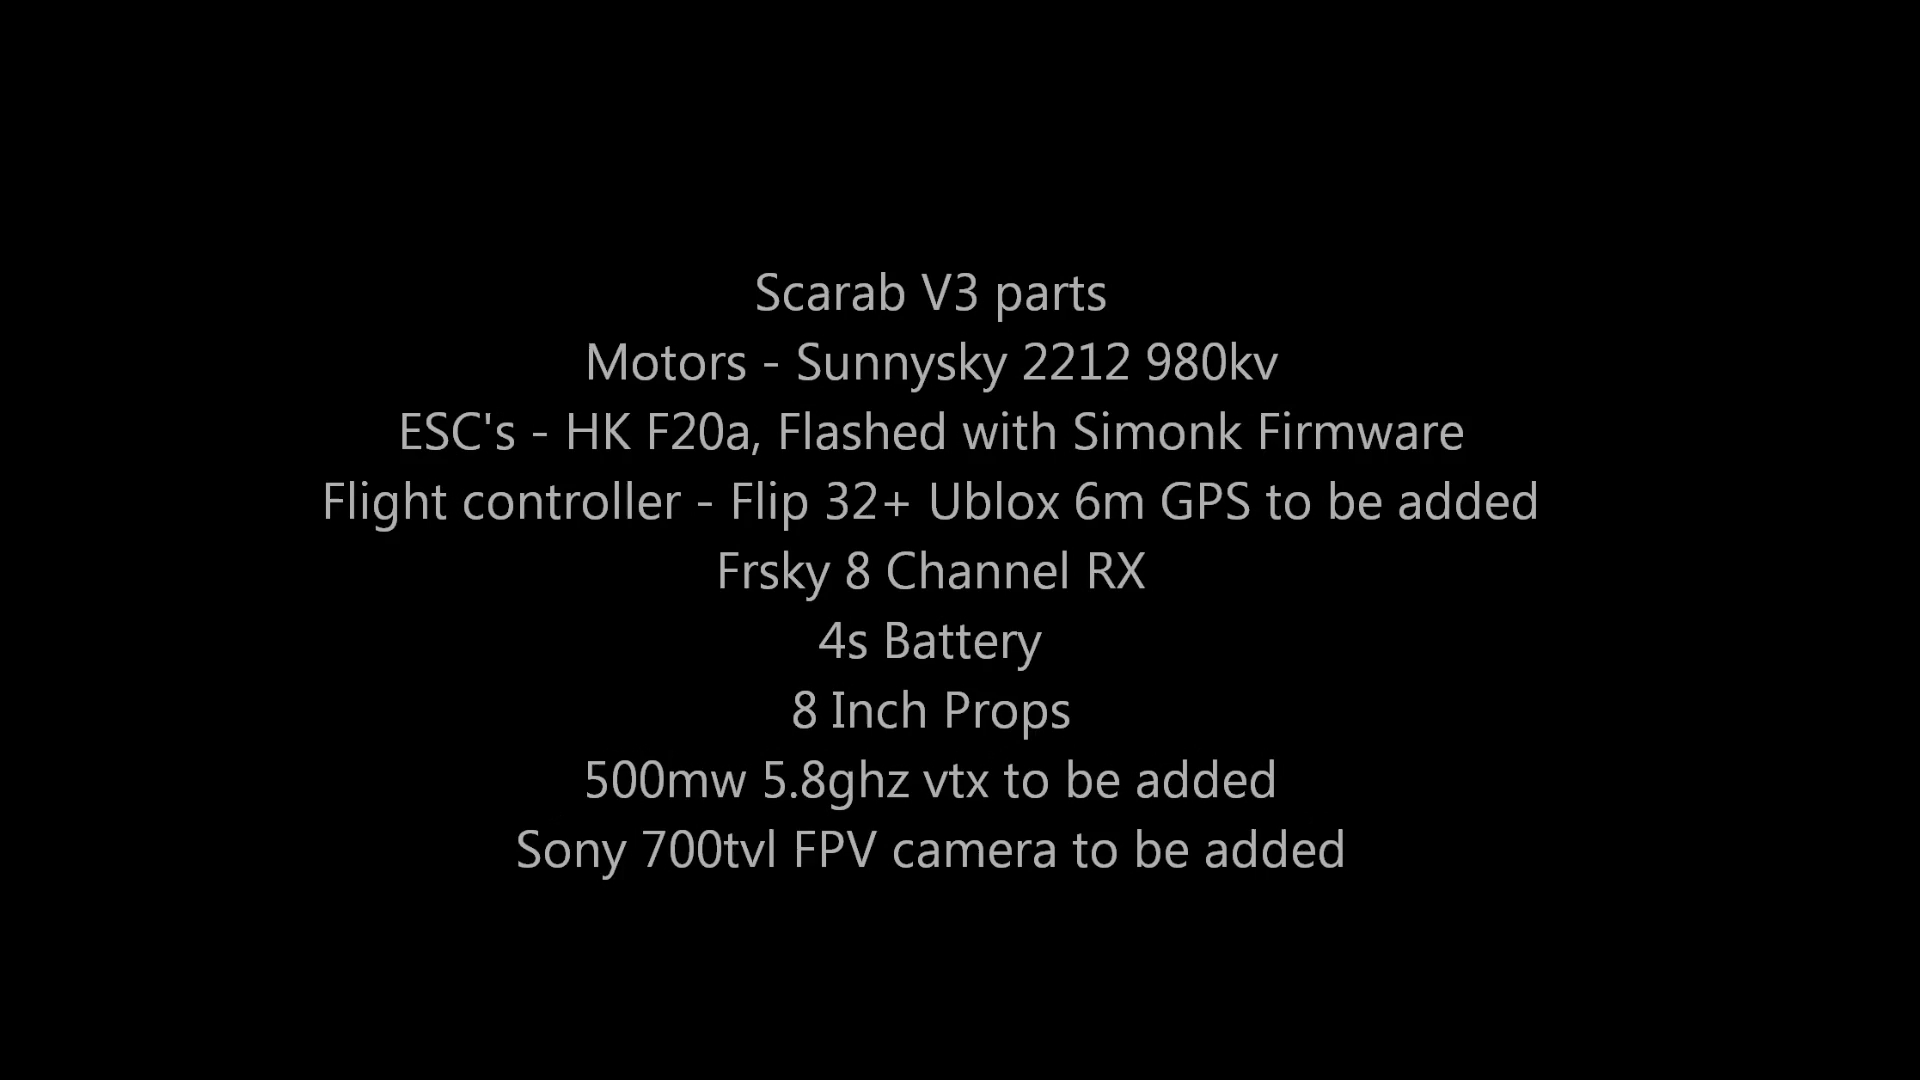 Scarab V3 parts
Motors - Sunnysky 2212 980kv
ESC's - HK F20a, Flashed with Simonk Firmware
Flight controller - Flip 32+ Ublox 6m GPS to be added
Frsky 8 Channel RX
4s Battery
8 Inch Props
500mw 5.8ghz vtx to be added
Sony 700tvl FPV camera to be added